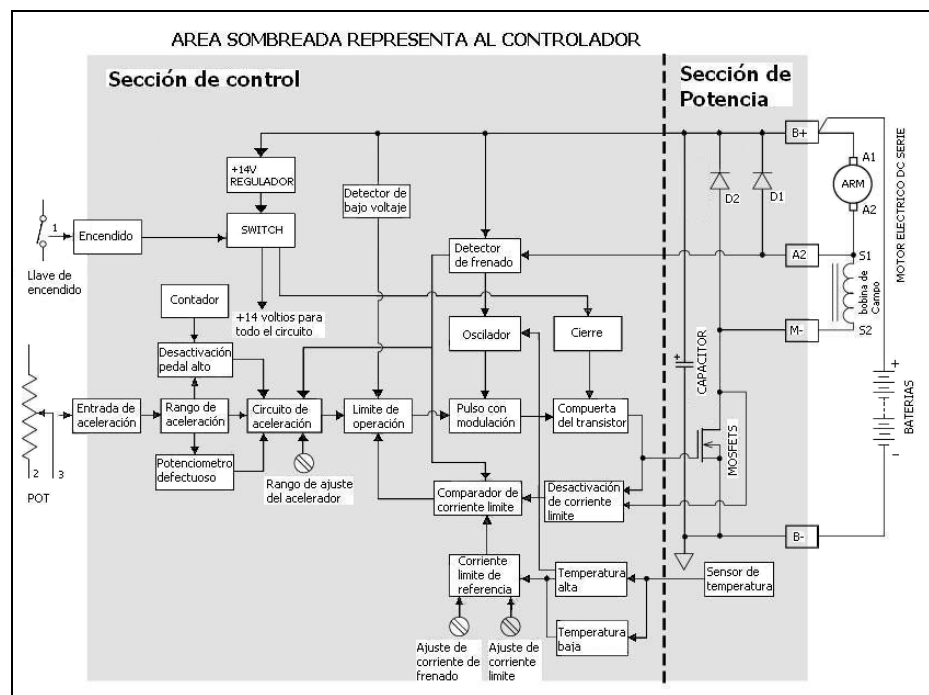 AREA SOMBREADA REPRESENTA AL CONTROLADOR
Sección de control
Sección de
Potencia
B+
+14V
REGULADOR
Detector de
bajo voltaje
D2
D1
A1
ARM
A2
MOTOR ELECTRICO DC SERIE
1
Encendido
SWITCH
Llave de
encendido
Detector
de frenado
A2
S1
bobina de
Campo
Contador
+14 voltios para
todo el circuito
Desactivación
pedal alto
Oscilador
Cierre
M-
S2
CAPACITOR
+
+
BATERIAS
-
Entrada de
aceleración
Rango de
aceleración
Circuito de
aceleración
Limite de
operación
Pulso con
modulación
Compuerta
del transistor
MOSFETS
2
3
POT
Potenciometro
defectuoso
Rango de ajuste
del acelerador
Comparador de
corriente limite
Desactivación
de corriente
limite
B-
Corriente
limite de
referencia
Temperatura
alta
Sensor de
temperatura
Temperatura
baja
Ajuste de
corriente de
frenado
Ajuste de
corriente
limite